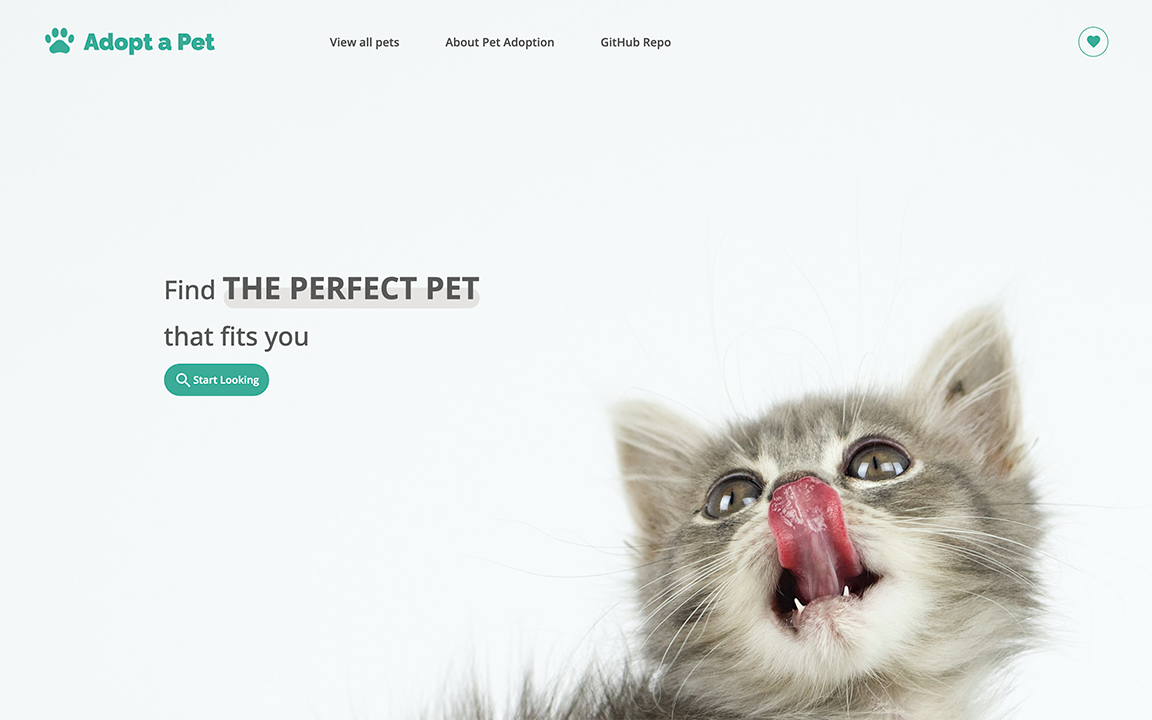 Adopt a Pet
View all pets
About Pet Adoption
GitHub Repo
Find THE PERFECT PET
that fits you
Start Looking